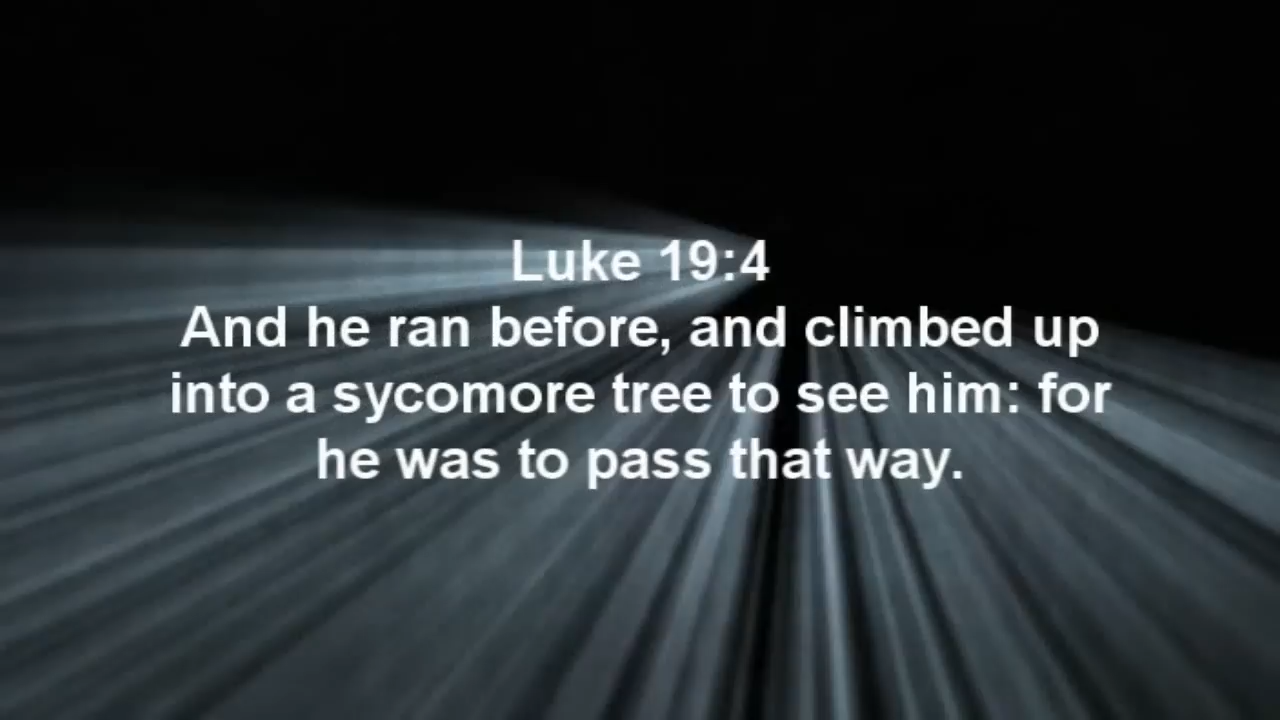 Luke 19:4
And he ran before, and climbed up
into a sycomore tree to see him: for
he was to pass that way.